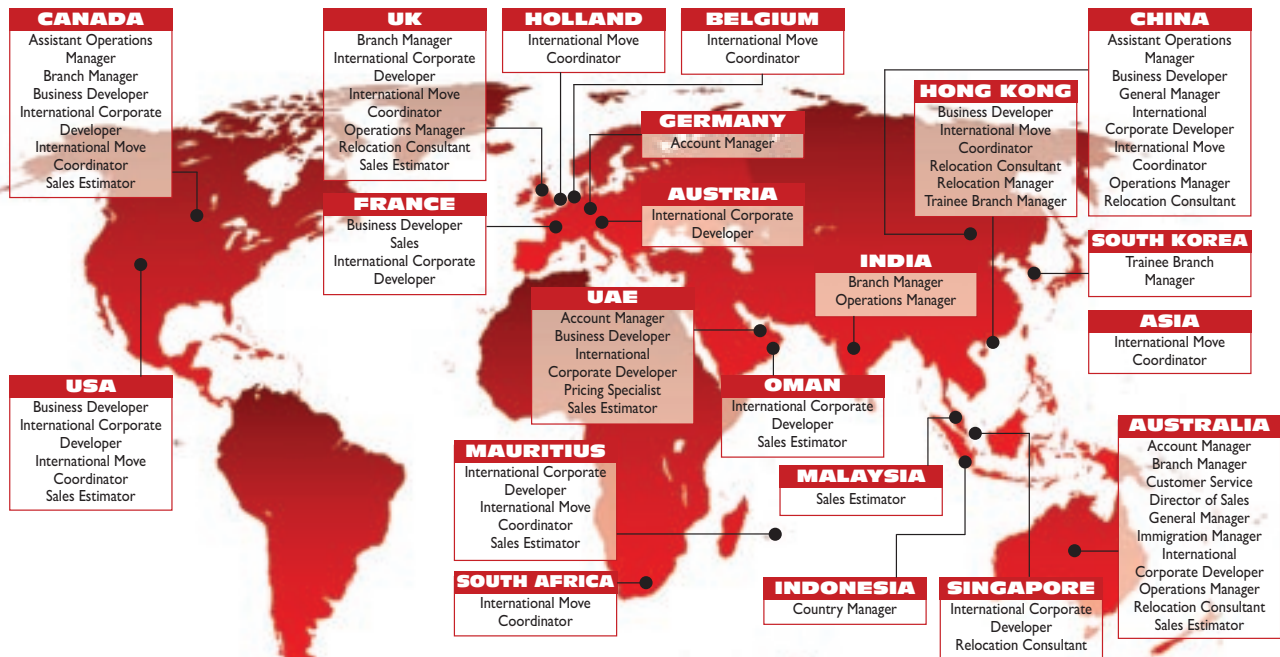 CANADA
Assistant Operations
Manager
Branch Manager
Business Developer
International Corporate
Developer
International Move
Coordinator
Sales Estimator
UK
Branch Manager
International Corporate
Developer
International Move
Coordinator
Operations Manager
Relocation Consultant
Sales Estimator
HOLLAND
International Move
Coordinator
BELGIUM
International Move
Coordinator
CHINA
Assistant Operations
Manager
Business Developer
General Manager
International
Corporate Developer
International Move
Coordinator
Operations Manager
Relocation Consultant
HONG KONG
Business Developer
International Move
Coordinator
Relocation Consultant
Relocation Manager
Trainee Branch Manager
GERMANY
Account Manager
AUSTRIA
International Corporate
Developer
FRANCE
Business Developer
Sales
International Corporate
Developer
SOUTH KOREA
Trainee Branch
Manager
INDIA
Branch Manager
Operations Manager
UAE
Account Manager
Business Developer
International
Corporate Developer
Pricing Specialist
Sales Estimator
ASIA
International Move
Coordinator
USA
Business Developer
International Corporate
Developer
International Move
Coordinator
Sales Estimator
OMAN
International Corporate
Developer
Sales Estimator
MAURITIUS
International Corporate
Developer
International Move
Coordinator
Sales Estimator
MALAYSIA
Sales Estimator
AUSTRALIA
Account Manager
Branch Manager
Customer Service
Director of Sales
General Manager
Immigration Manager
International
Corporate Developer
Operations Manager
Relocation Consultant
Sales Estimator
SOUTH AFRICA
International Move
Coordinator
INDONESIA
Country Manager
SINGAPORE
International Corporate
Developer
Relocation Consultant